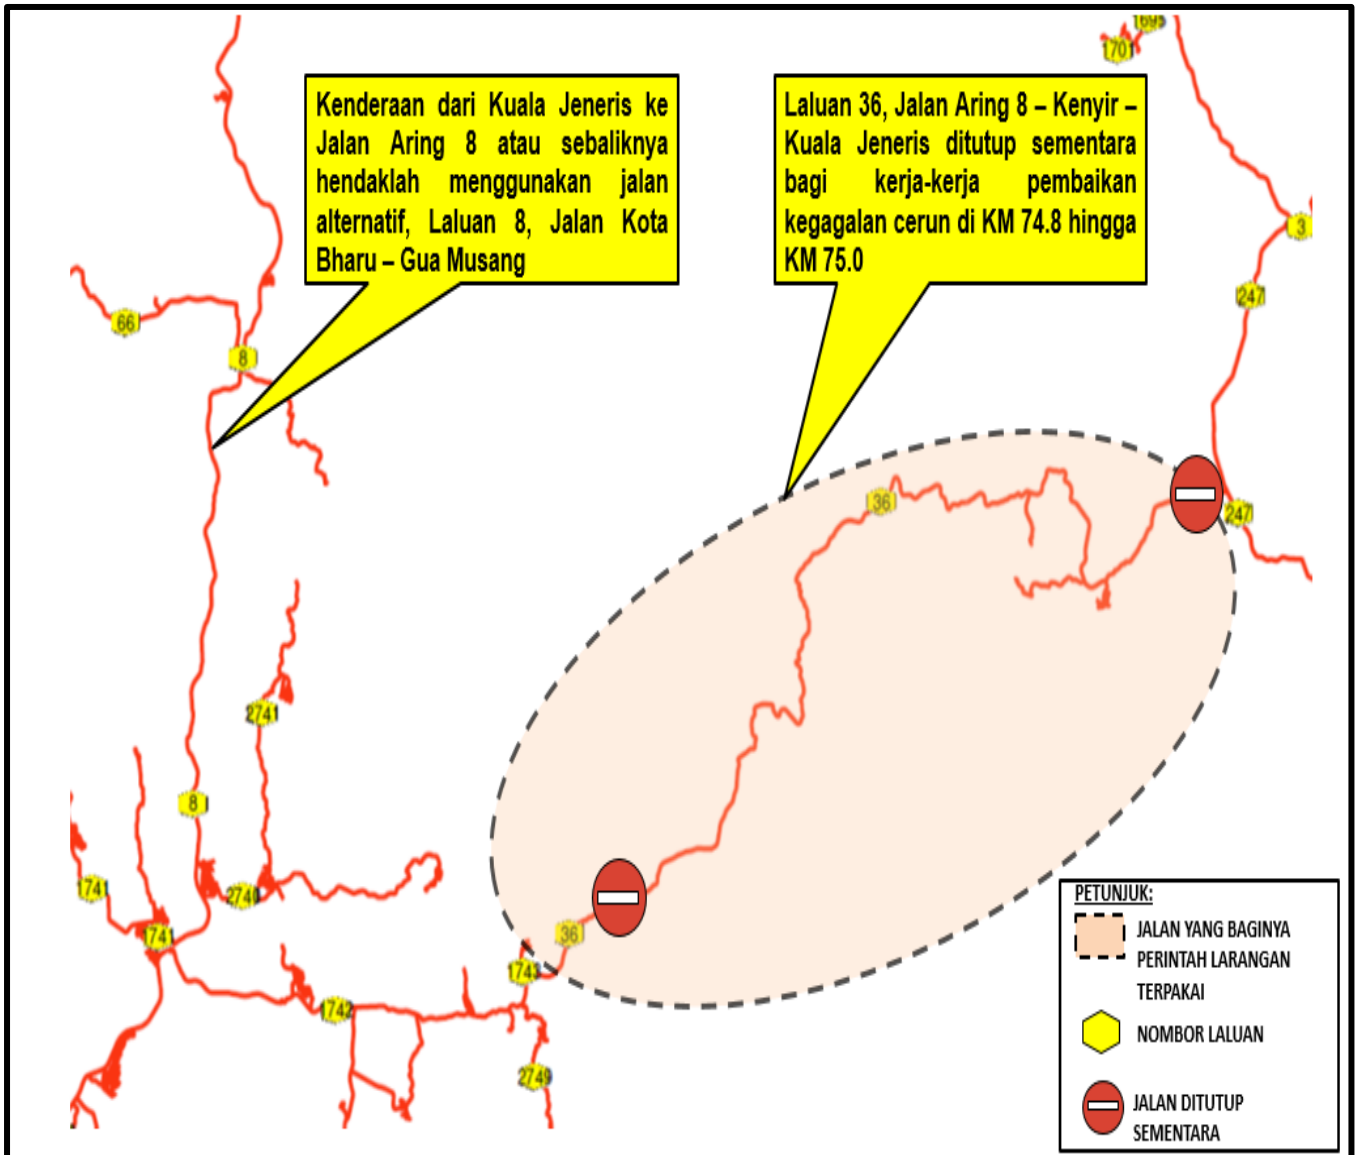 1695
1701
Kenderaan dari Kuala Jeneris ke
Jalan Aring 8 atau sebaliknya
hendaklah menggunakan jalan
alternatif, Laluan 8, Jalan Kota
Bharu – Gua Musang
Laluan 36, Jalan Aring 8 – Kenyir –
Kuala Jeneris ditutup sementara
bagi kerja-kerja pembaikan
kegagalan cerun di KM 74.8 hingga
KM 75.0
3
247
66
8
36
247
2741
8
1741
2740
1741
36
1743
1742
2749
PETUNJUK:
JALAN YANG BAGINYA
PERINTAH LARANGAN
TERPAKAI
NOMBOR LALUAN
JALAN DITUTUP
SEMENTARA